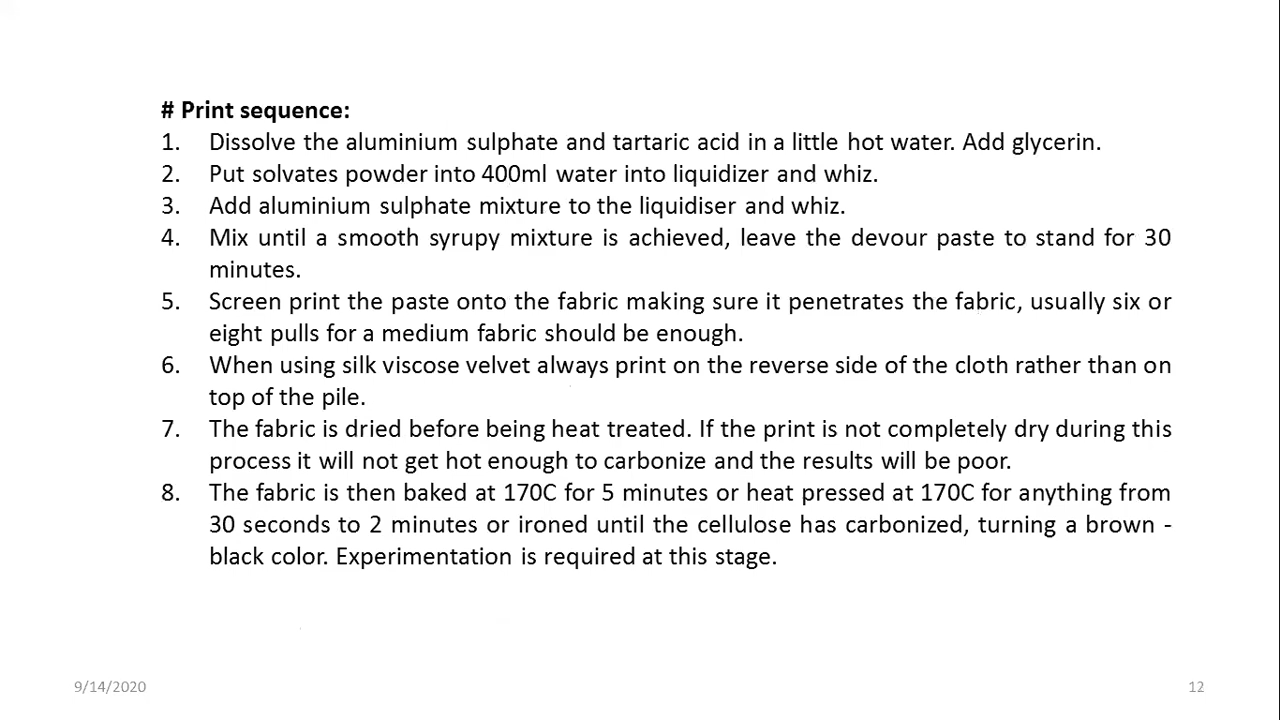 # Print sequence:
1. Dissolve the aluminium sulphate and tartaric acid in a little hot water. Add glycerin.
2. Put solvates powder into 400ml water into liquidizer and whiz.
3. Add aluminium sulphate mixture to the liquidiser and whiz.
4. Mix until a smooth syrupy mixture is achieved, leave the devour paste to stand for 30
minutes.
5. Screen print the paste onto the fabric making sure it penetrates the fabric, usually six or
eight pulls for a medium fabric should be enough.
6. When using silk viscose velvet always print on the reverse side of the cloth rather than on
top of the pile.
7. The fabric is dried before being heat treated. If the print is not completely dry during this
process it will not get hot enough to carbonize and the results will be poor.
8. The fabric is then baked at 170C for 5 minutes or heat pressed at 170C for anything from
30 seconds to 2 minutes or ironed until the cellulose has carbonized, turning a brown -
black color. Experimentation is required at this stage.
9/14/2020
12